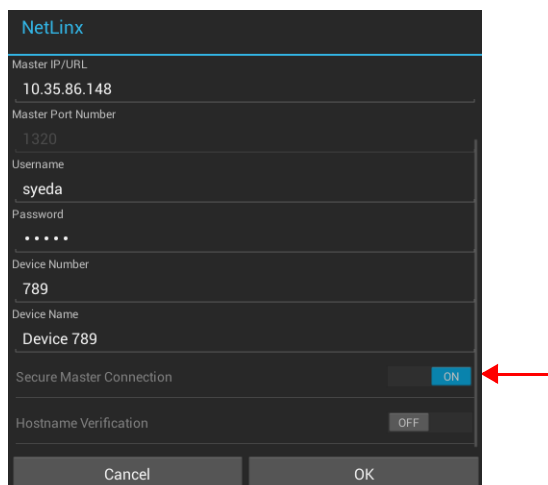 NetLinx
Master IP/URL
10.35.86.148
Master Port Number
1320
Username
syeda
Password
•••••
Device Number
789
Device Name
Device 789
Secure Master Connection ON
Hostname Verification OFF
Cancel OK